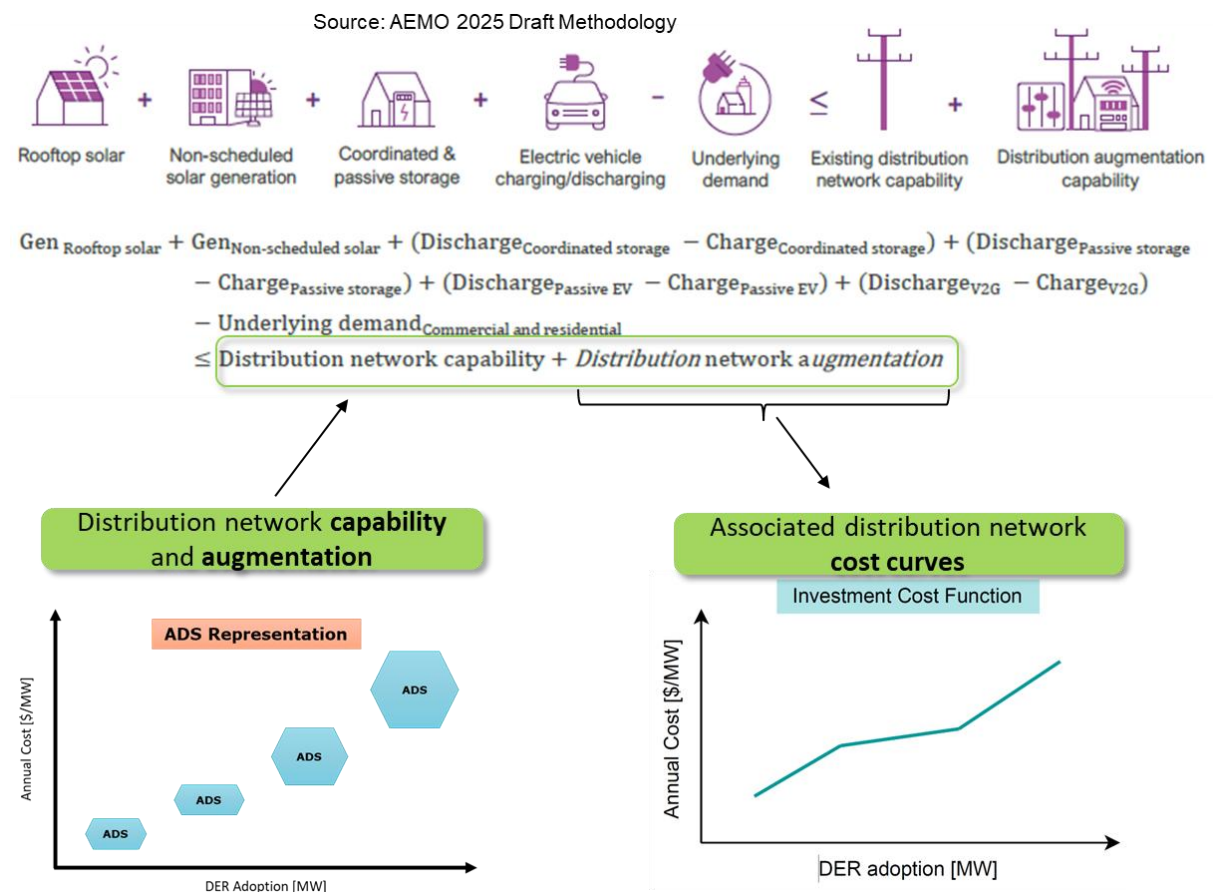 Source: AEMO 2025 Draft Methodology
+ + + − ≤ +
Rooftop solar
Non-scheduled
solar generation
Coordinated &
passive storage
Electric vehicle
charging/discharging
Underlying
demand
Existing distribution
network capability
Distribution augmentation
capability
Gen Rooftop solar + Gen Non-scheduled solar + (Discharge Coordinated storage − Charge Coordinated storage) + (Discharge Passive storage
− Charge Passive storage) + (Discharge Passive EV − Charge Passive EV) + (Discharge V2G − Charge V2G)
− Underlying demand Commercial and residential
≤ Distribution network capability + Distribution network augmentation
Distribution network capability
and augmentation
Associated distribution network
cost curves
ADS Representation
Annual Cost [$/MW]
ADS
ADS
ADS
ADS
DER Adoption [MW]
Investment Cost Function
Annual Cost [$/MW]
DER adoption [MW]